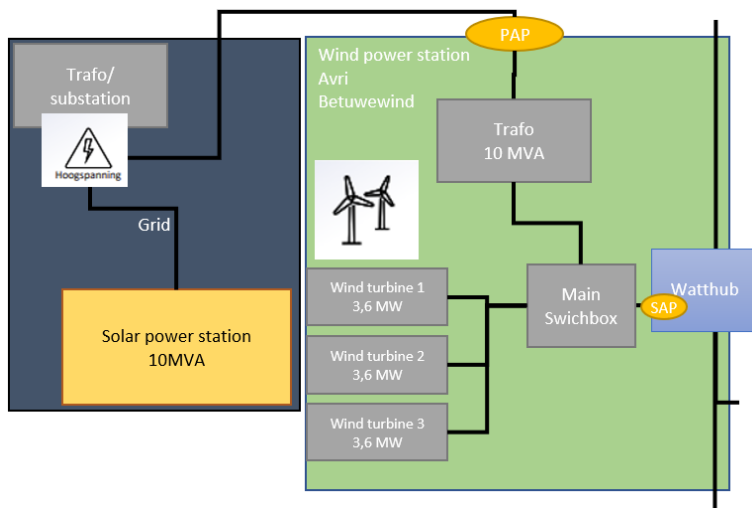 PAP
Trafo/
substation
Hoogspanning
Grid
Solar power station
10MVA
Wind power station
Avri
Betuwewind
Trafo
10 MVA
Wind turbine 1
3,6 MW
Wind turbine 2
3,6 MW
Wind turbine 3
3,6 MW
Main
Swichbox
SAP
Watthub